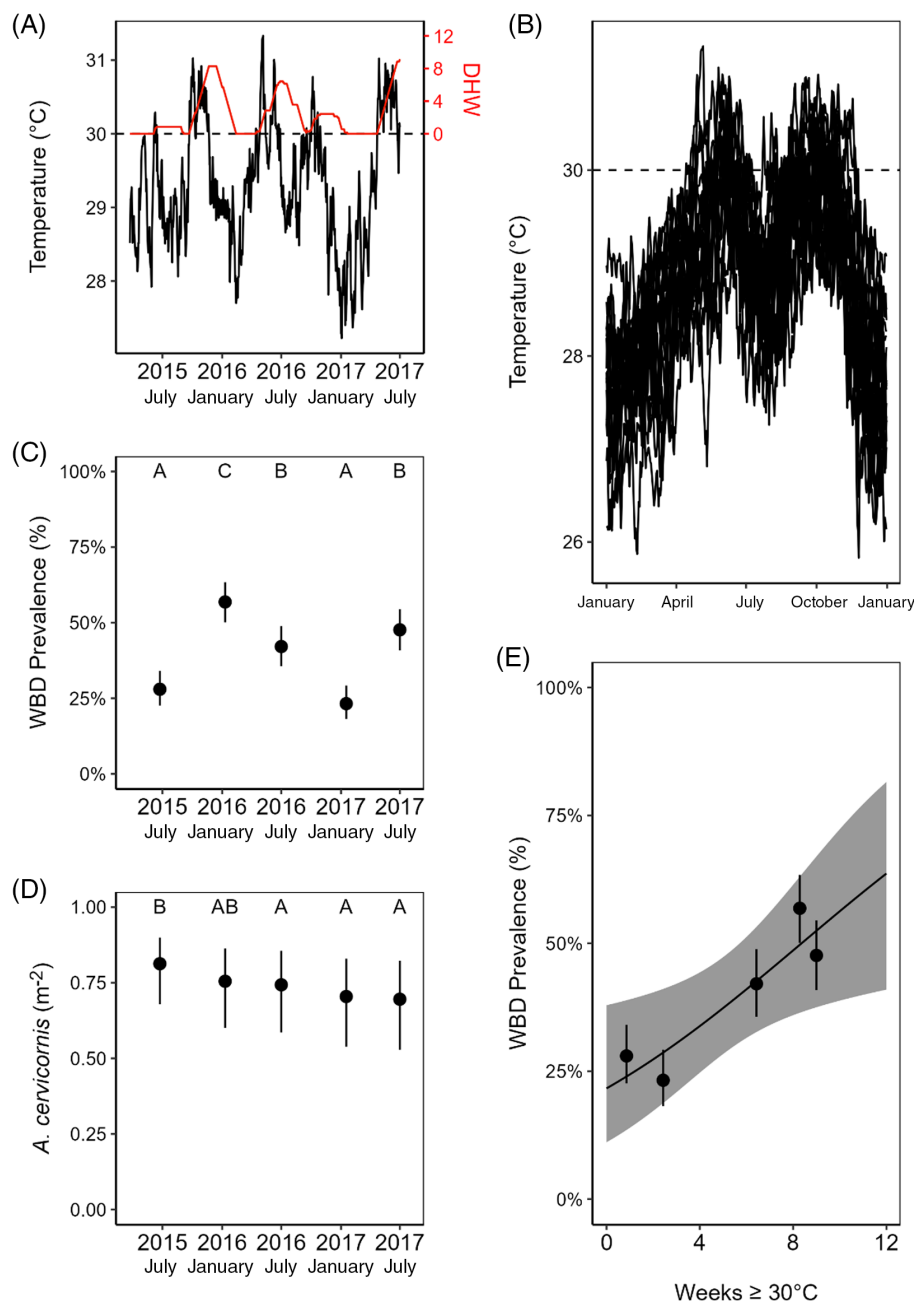 (A)
Temperature (°C)
31
30
29
28
12
8
4
0
DHW
2015 2016 2016 2017 2017
July January July January July
(B)
Temperature (°C)
30
28
26
January April July October January
(C)
WBD Prevalence (%)
A C B A B
100%
75%
50%
25%
0%
2015 2016 2016 2017 2017
July January July January July
(D)
A. cervicornis (m-2)
B AB A A A
1.00
0.75
0.50
0.25
0.00
2015 2016 2016 2017 2017
July January July January July
(E)
WBD Prevalence (%)
100%
75%
50%
25%
0%
0 4 8 12
Weeks ≥ 30°C